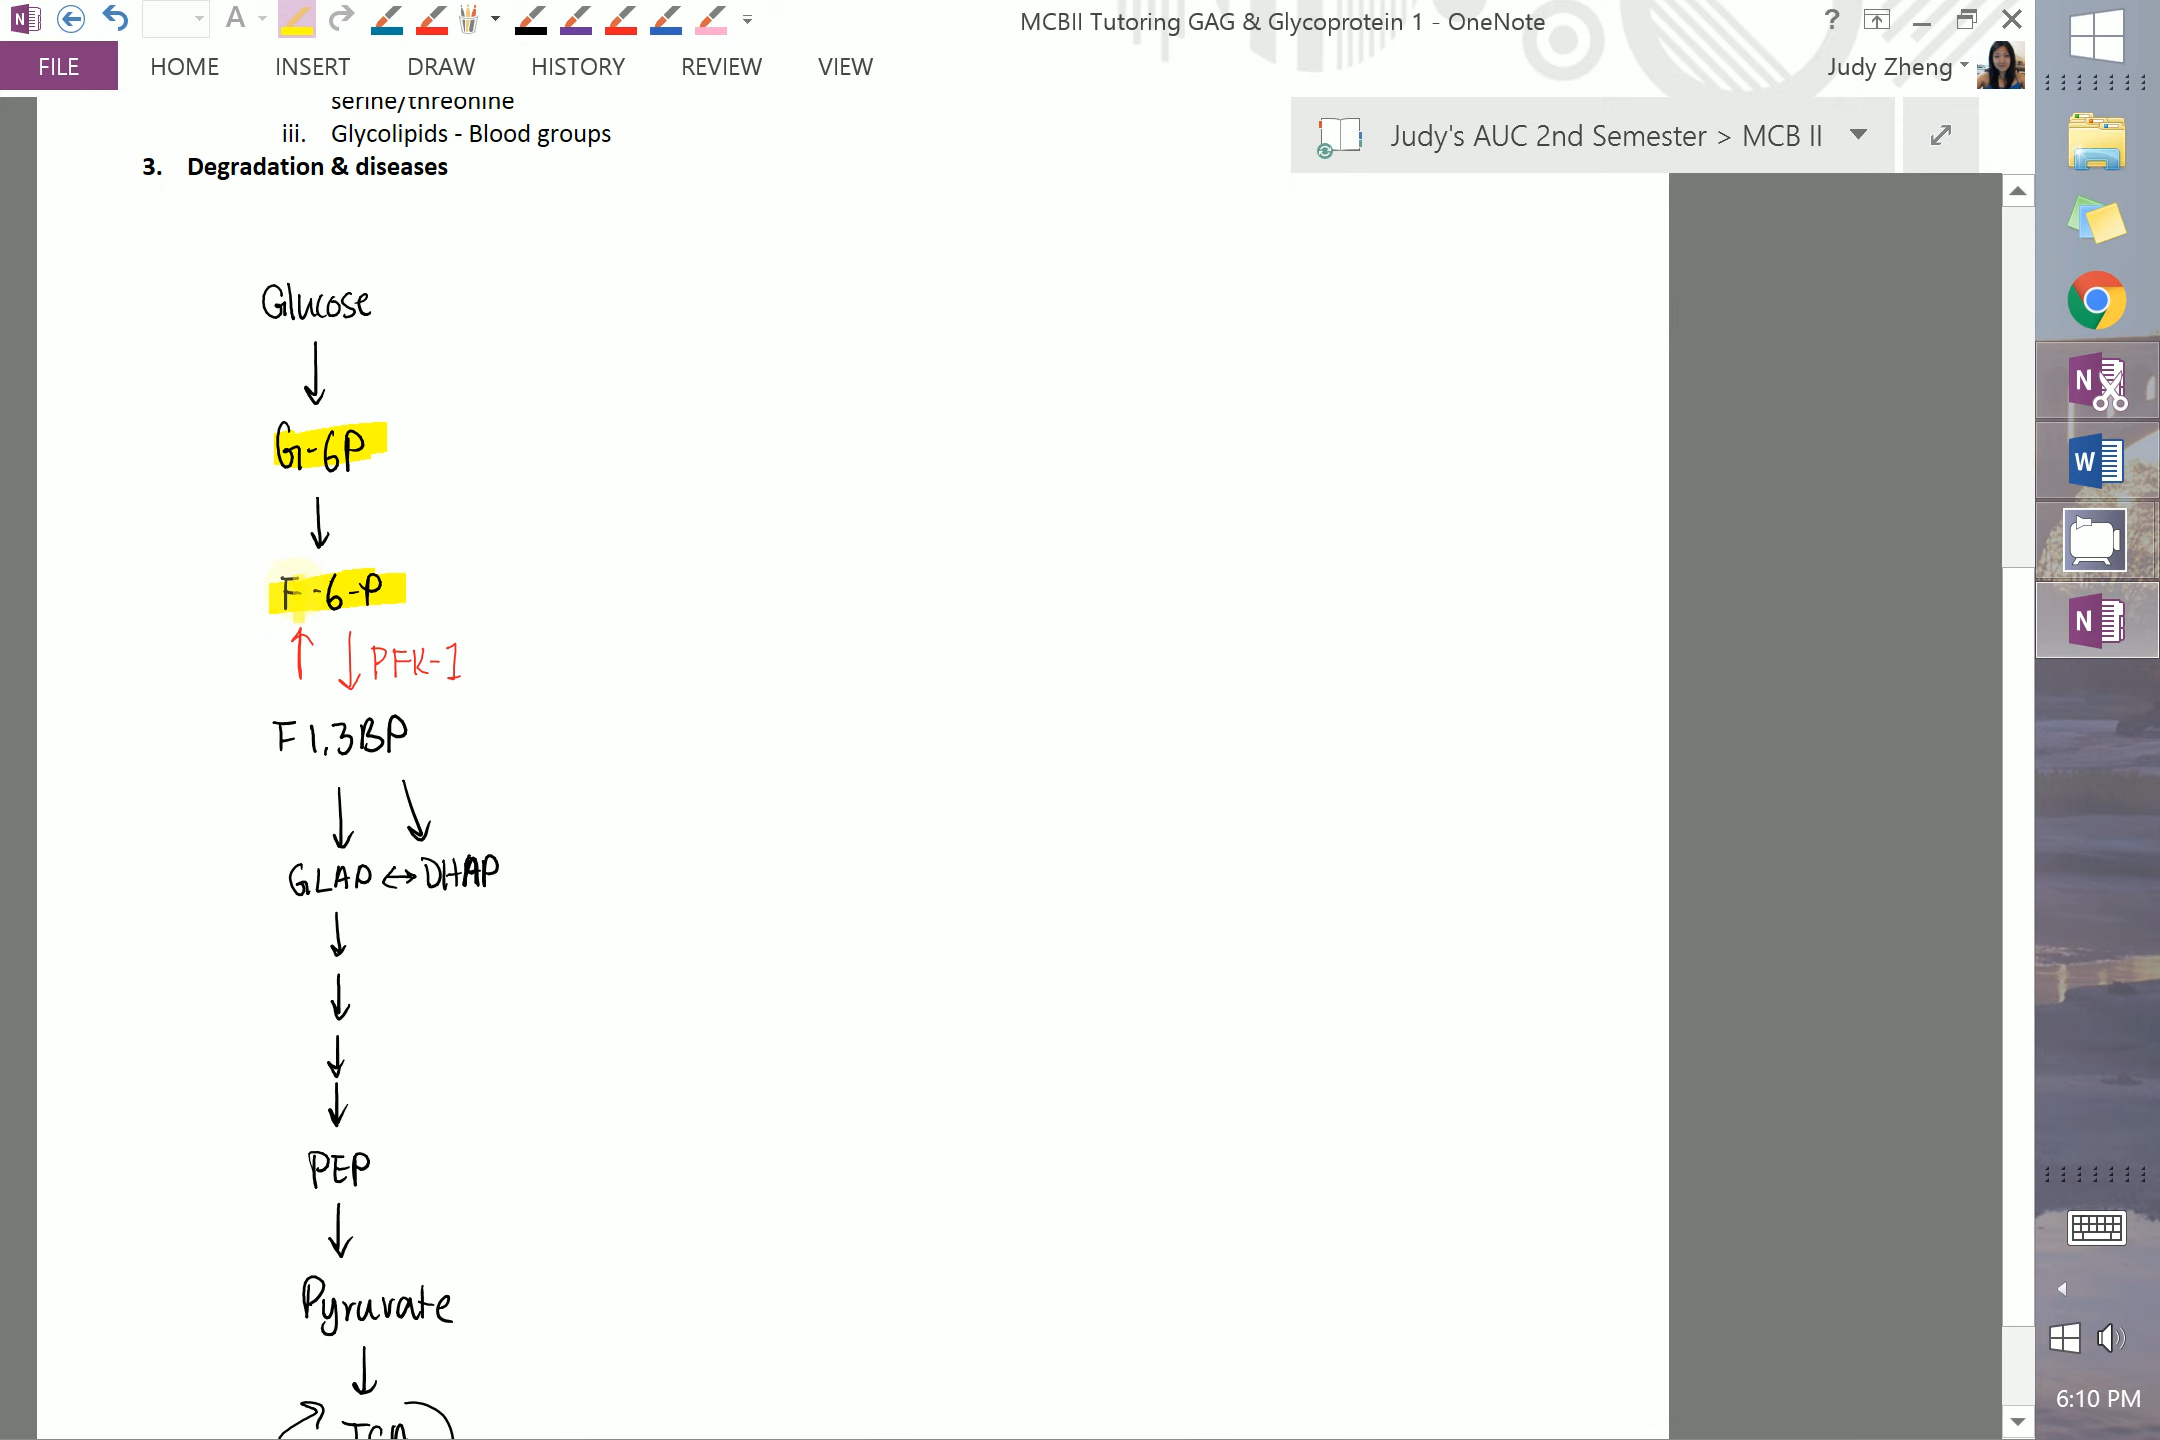 MCBII Tutoring GAG & Glycoprotein 1 - OneNote
?
A
FILE HOME INSERT DRAW HISTORY REVIEW VIEW
Judy Zheng
serine/threonine
iii. Glycolipids - Blood groups
Judy's AUC 2nd Semester > MCB II
3. Degradation & diseases
Glucose
G-6P
F-6-P
PFK-1
F1,3BP
GLAP ↔ DHAP
PEP
Pyruvate
TCA
N
W
N
6:10 PM